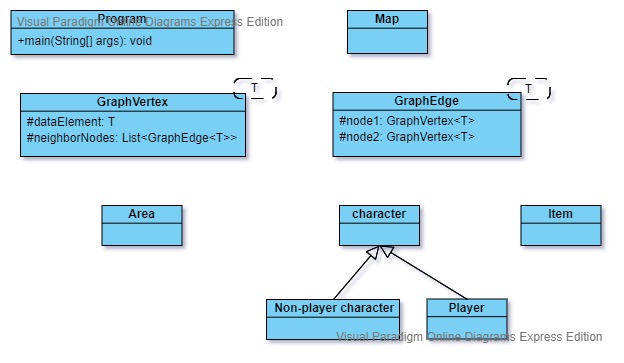 Visual Paradigm Online Diagrams Express Edition
Program
+main(String[] args): void
Map
T
GraphVertex
#dataElement: T
#neighborNodes: List<GraphEdge<T>>
T
GraphEdge
#node1: GraphVertex<T>
#node2: GraphVertex<T>
Area
character
Item
Non-player character
Player
Visual Paradigm Online Diagrams Express Edition